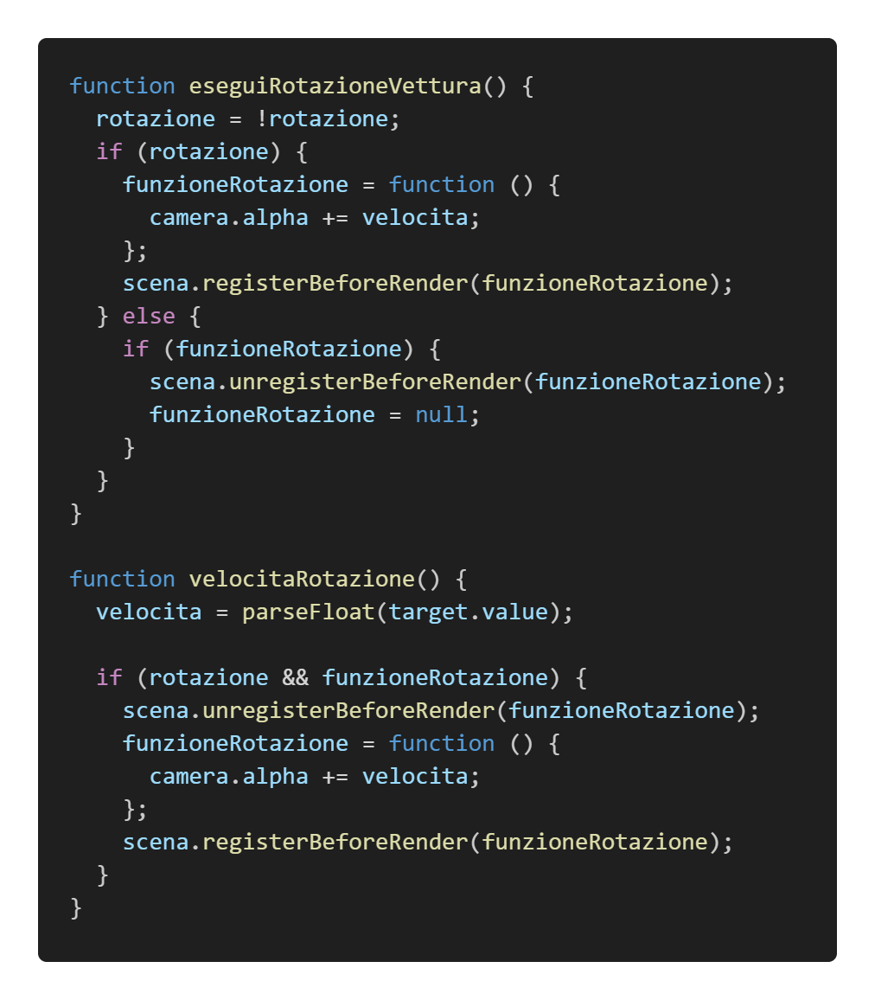 function eseguiRotazioneVettura() {
  rotazione = !rotazione;
  if (rotazione) {
    funzioneRotazione = function () {
      camera.alpha += velocita;
    };
    scena.registerBeforeRender(funzioneRotazione);
  } else {
    if (funzioneRotazione) {
      scena.unregisterBeforeRender(funzioneRotazione);
      funzioneRotazione = null;
    }
  }
}

function velocitaRotazione() {
  velocita = parseFloat(target.value);

  if (rotazione && funzioneRotazione) {
    scena.unregisterBeforeRender(funzioneRotazione);
    funzioneRotazione = function () {
      camera.alpha += velocita;
    };
    scena.registerBeforeRender(funzioneRotazione);
  }
}